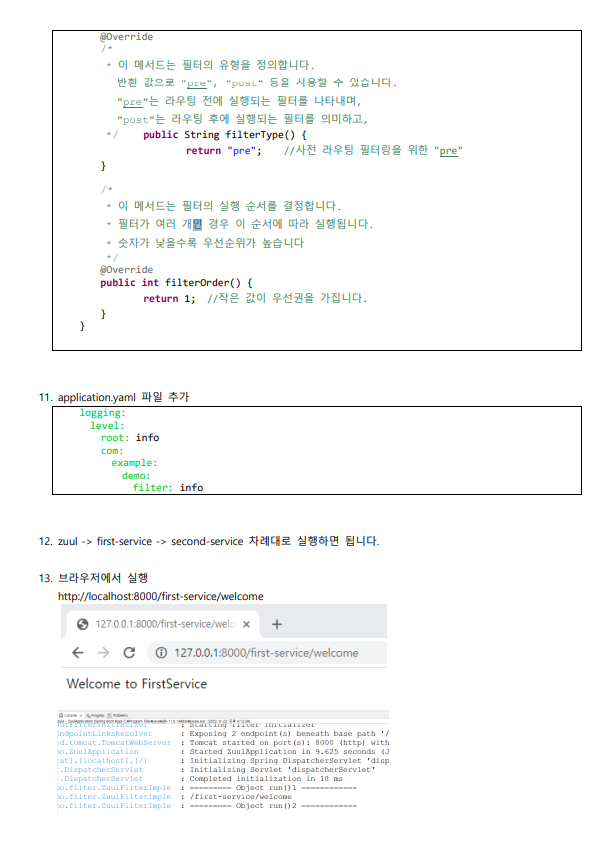 @Override
/*
* 이 메서드는 필터의 유형을 정의합니다.
반환 값으로 "pre", "post" 등을 사용할 수 있습니다.
"pre"는 라우팅 전에 실행되는 필터를 나타내며,
"post"는 라우팅 후에 실행되는 필터를 의미하고,
*/ public String filterType() {
return "pre"; //사전 라우팅 필터링을 위한 "pre"
}
/*
* 이 메서드는 필터의 실행 순서를 결정합니다.
* 필터가 여러 개인 경우 이 순서에 따라 실행됩니다.
* 숫자가 낮을수록 우선순위가 높습니다
*/
@Override
public int filterOrder() {
return 1; //작은 값이 우선권을 가집니다.
}
}
11. application.yaml 파일 추가
logging:
level:
root: info
com:
example:
demo:
filter: info
12. zuul -> first-service -> second-service 차례대로 실행하면 됩니다.
13. 브라우저에서 실행
http://localhost:8000/first-service/welcome
127.0.0.1:8000/first-service/welc
127.0.0.1:8000/first-service/welcome
Welcome to FirstService
Console Progress Problems
ndpointLinksResolver : Exposing 2 endpoint(s) beneath base path '/
d.tomcat.TomcatWebServer : Tomcat started on port(s): 8000 (http) with
o.ZuulApplication : Started ZuulApplication in 9.625 seconds (J
at].[localhost].[/] : Initializing Spring DispatcherServlet 'disp
.DispatcherServlet : Initializing Servlet 'dispatcherServlet'
.DispatcherServlet : Completed initialization in 18 ms
o.filter.ZuulFilterImple : ========= Object run()1 ============
o.filter.ZuulFilterImple : /first-service/welcome
o.filter.ZuulFilterImple : ========= Object run()2 ============